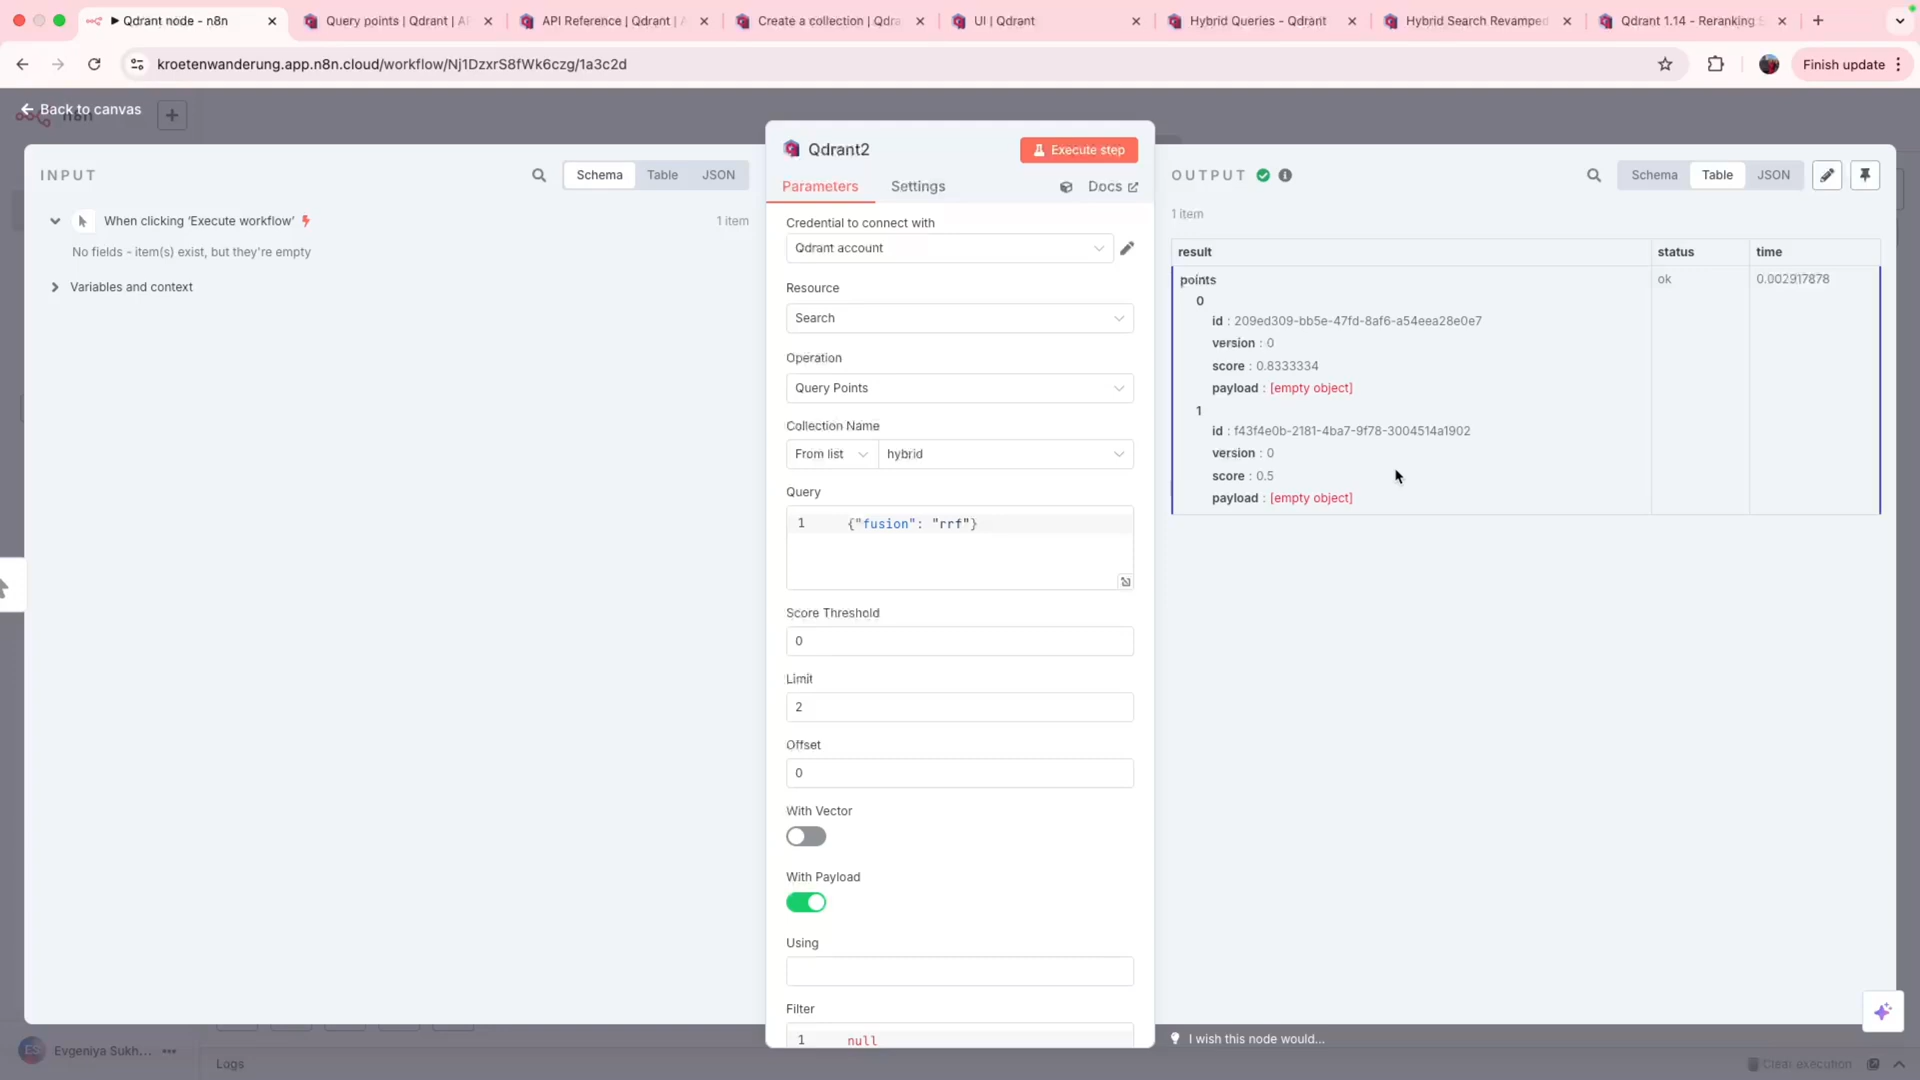 Qdrant node - n8n
Query points | Qdrant | AP
API Reference | Qdrant | A
Create a collection | Qdra
UI | Qdrant
Hybrid Queries - Qdrant
Hybrid Search Revamped
Qdrant 1.14 - Reranking S
kroetenwanderung.app.n8n.cloud/workflow/Nj1DzxrS8fWk6czg/1a3c2d
Finish update
Back to canvas
n8n
INPUT
Schema
Table
JSON
When clicking ‘Execute workflow’
1 item
No fields - item(s) exist, but they're empty
Variables and context
Qdrant2
Execute step
Parameters
Settings
Docs
Credential to connect with
Qdrant account
Resource
Search
Operation
Query Points
Collection Name
From list
hybrid
Query
1 {"fusion": "rrf"}
Score Threshold
0
Limit
2
Offset
0
With Vector
With Payload
Using
Filter
1 null
OUTPUT
Schema
Table
JSON
1 item
result
status
time
points
ok
0.002917878
0
id : 209ed309-bb5e-47fd-8af6-a54eea28e0e7
version : 0
score : 0.8333334
payload : [empty object]
1
id : f43f4e0b-2181-4ba7-9f78-3004514a1902
version : 0
score : 0.5
payload : [empty object]
I wish this node would...
ES
Evgeniya Sukh...
Logs
Clear execution